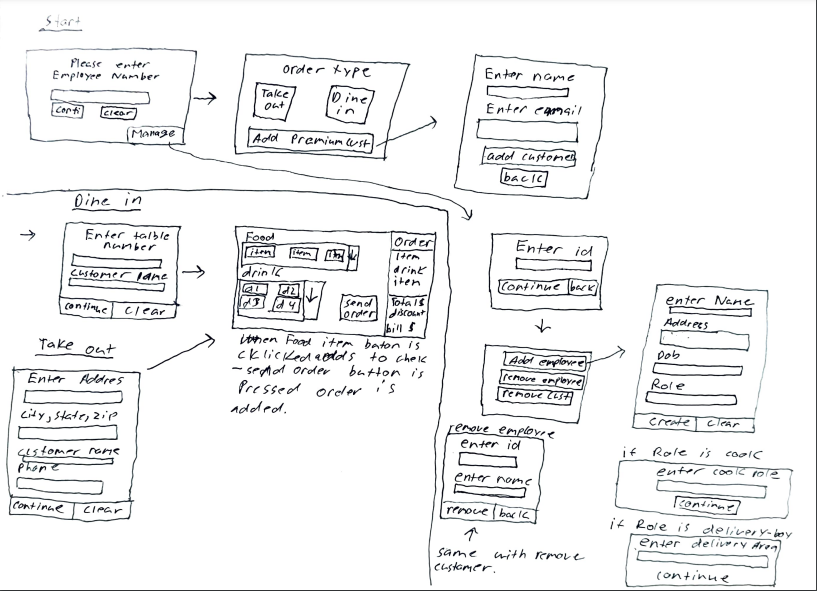 Start
Please enter
Employee Number
conti
clear
Manage
order type
Take
out
Dine
in
Add Premium Cust
Enter name
Enter email
add customer
back
Dine in
Enter talble
number
customer name
continue
clear
Take out
Enter Addres
city, state, zip
customer name
phone
continue
clear
Food
item
item
itm
drink
d1
d2
d3
d4
send
order
Order
item
drink
item
Total $
discount
bill $
When Food item baton is
cklicked adds to chek
- send order button is
pressed order is
added.
Enter id
continue
back
Add employee
remove employee
remove cust
remove employee
enter id
enter name
remove
back
same with remove
customer.
enter Name
Address
Dob
Role
Create
clear
if Role is cook
enter cook role
continue
if Role is delivery-boy
enter delivery Area
continue